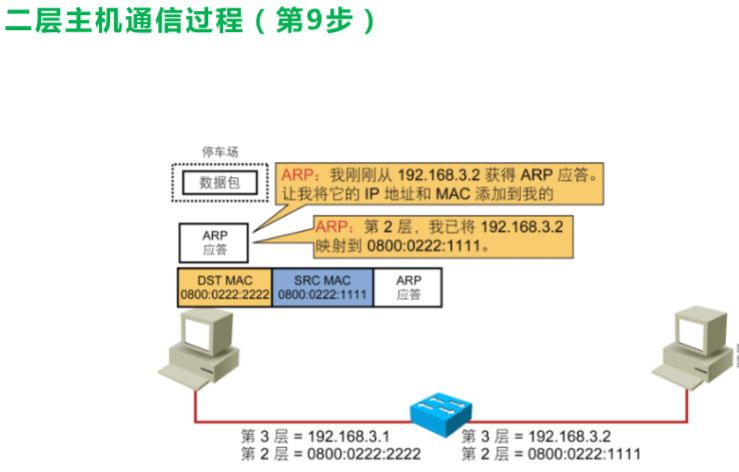 二层主机通信过程（第9步）
停车场
数据包
ARP：我刚刚从 192.168.3.2 获得 ARP 应答。
让我将它的 IP 地址和 MAC 添加到我的
ARP
应答
ARP：第 2 层，我已将 192.168.3.2
映射到 0800:0222:1111。
DST MAC
0800:0222:2222
SRC MAC
0800:0222:1111
ARP
应答
第 3 层 = 192.168.3.1
第 2 层 = 0800:0222:2222
第 3 层 = 192.168.3.2
第 2 层 = 0800:0222:1111